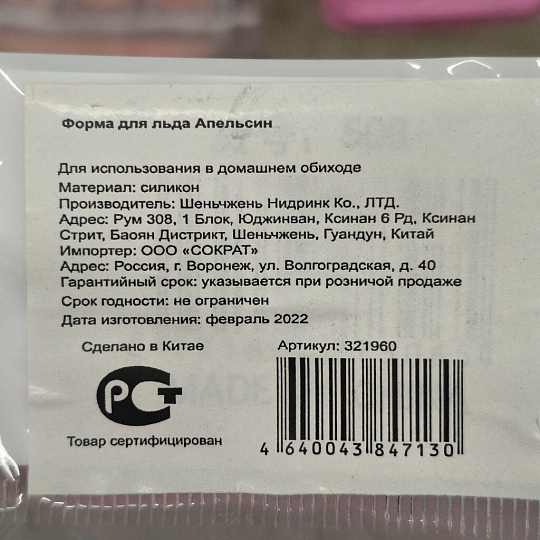 Форма для льда Апельсин
Для использования в домашнем обиходе
Материал: силикон
Производитель: Шеньчжень Нидринк Ко., ЛТД.
Адрес: Рум 308, 1 Блок, Юджинван, Ксинан 6 Рд, Ксинан
Стрит, Баоян Дистрикт, Шеньчжень, Гуандун, Китай
Импортер: ООО «СОКРАТ»
Адрес: Россия, г. Воронеж, ул. Волгоградская, д. 40
Гарантийный срок: указывается при розничой продаже
Срок годности: не ограничен
Дата изготовления: февраль 2022
Сделано в Китае
Артикул: 321960
РСТ
Товар сертифицирован
4 640043 847130